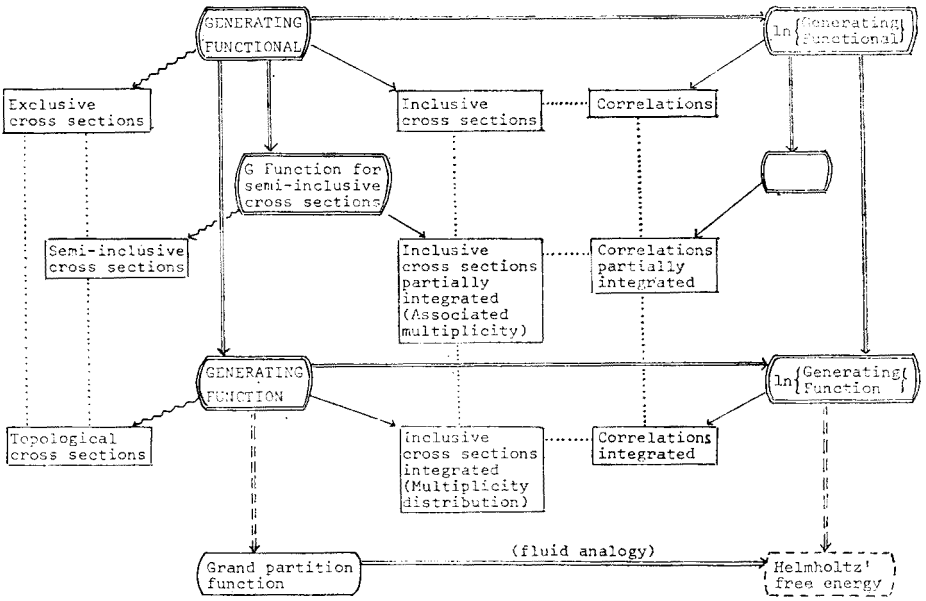 GENERATING
FUNCTIONAL
ln{Generating
Functional}
Exclusive
cross sections
Inclusive
cross sections
Correlations
G Function for
semi-inclusive
cross sections
Semi-inclusive
cross sections
Inclusive
cross sections
partially
integrated
(Associated
multiplicity)
Correlations
partially
integrated
GENERATING
FUNCTION
ln{Generating
Function{
Topological
cross sections
Inclusive
cross sections
integrated
(Multiplicity
distribution)
Correlations
integrated
(fluid analogy)
Grand partition
function
Helmholtz'
free energy